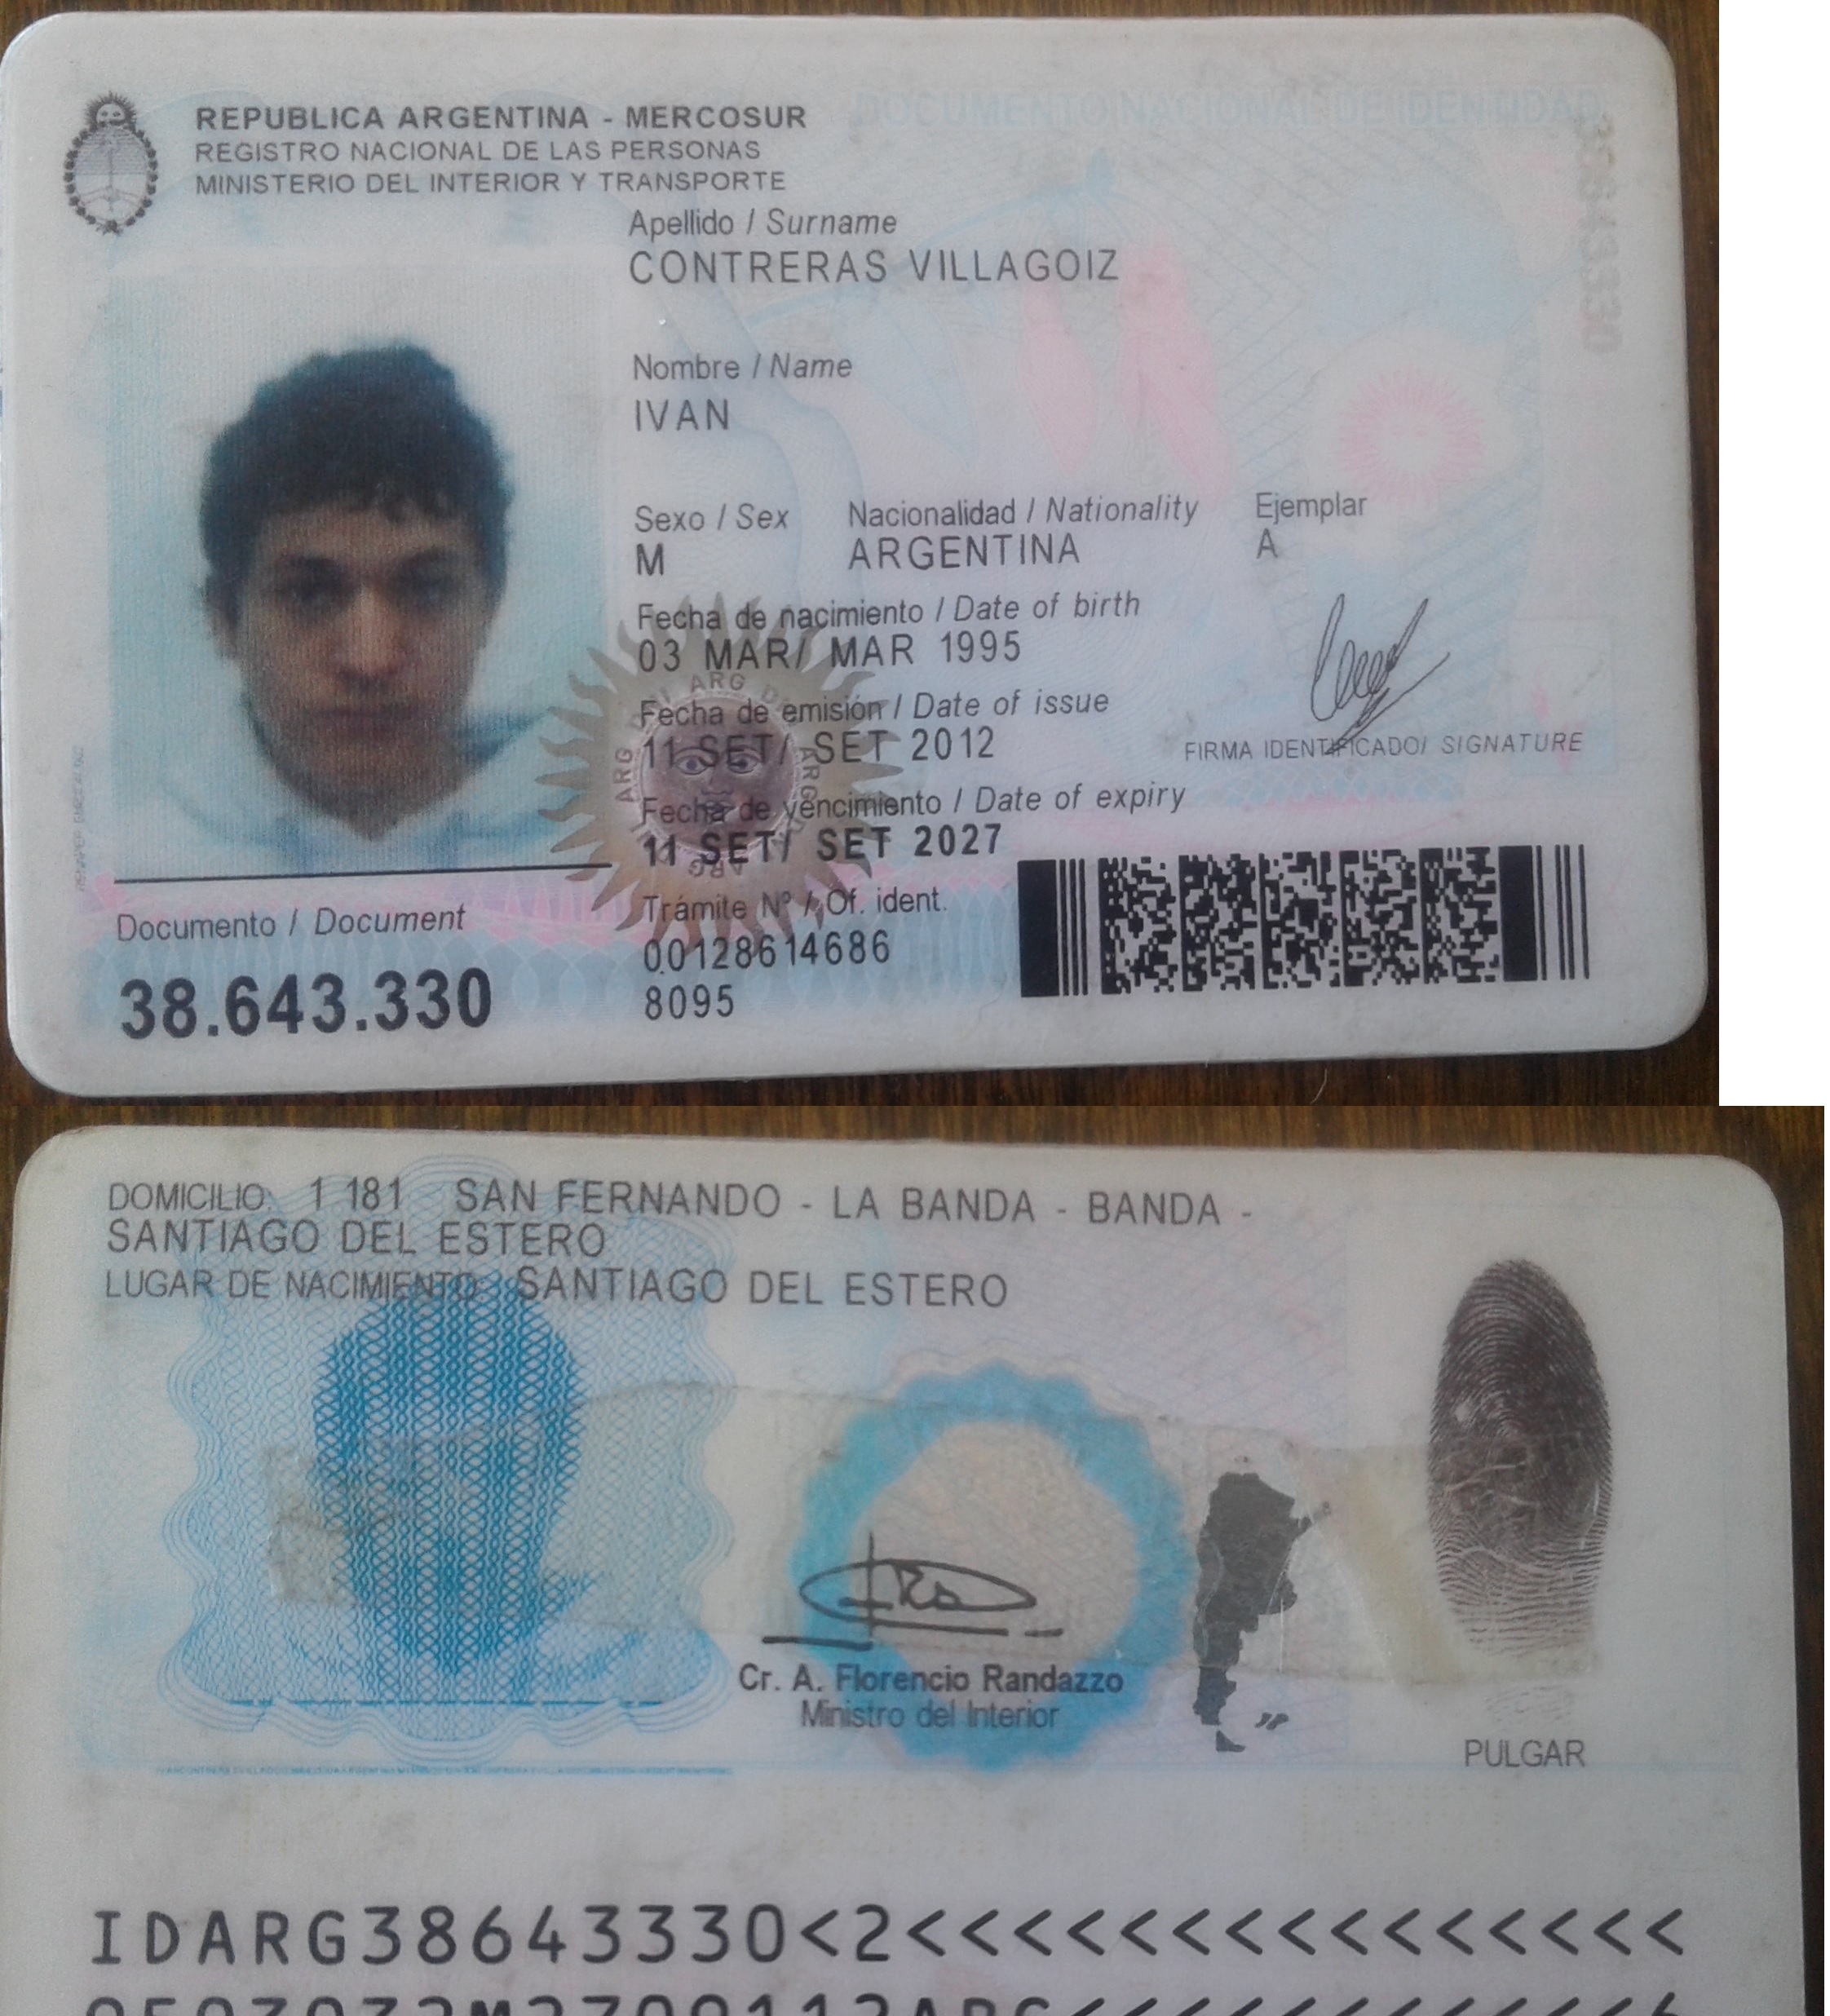 REPUBLICA ARGENTINA - MERCOSUR
REGISTRO NACIONAL DE LAS PERSONAS
MINISTERIO DEL INTERIOR Y TRANSPORTE
DOCUMENTO NACIONAL DE IDENTIDAD
Apellido / Surname
CONTRERAS VILLAGOIZ
Nombre / Name
IVAN
Sexo / Sex Nacionalidad / Nationality Ejemplar
M ARGENTINA A
Fecha de nacimiento / Date of birth
03 MAR/ MAR 1995
Fecha de emisión / Date of issue
11 SET/ SET 2012
FIRMA IDENTIFICADO/ SIGNATURE
Fecha de vencimiento / Date of expiry
11 SET/ SET 2027
Documento / Document
38.643.330
Trámite Nº / Of. ident.
00128614686
8095
DOMICILIO: 1 181 SAN FERNANDO - LA BANDA - BANDA -
SANTIAGO DEL ESTERO
LUGAR DE NACIMIENTO: SANTIAGO DEL ESTERO
Cr. A. Florencio Randazzo
Ministro del Interior
PULGAR
IDARG38643330<2<<<<<<<<<<<<<<<